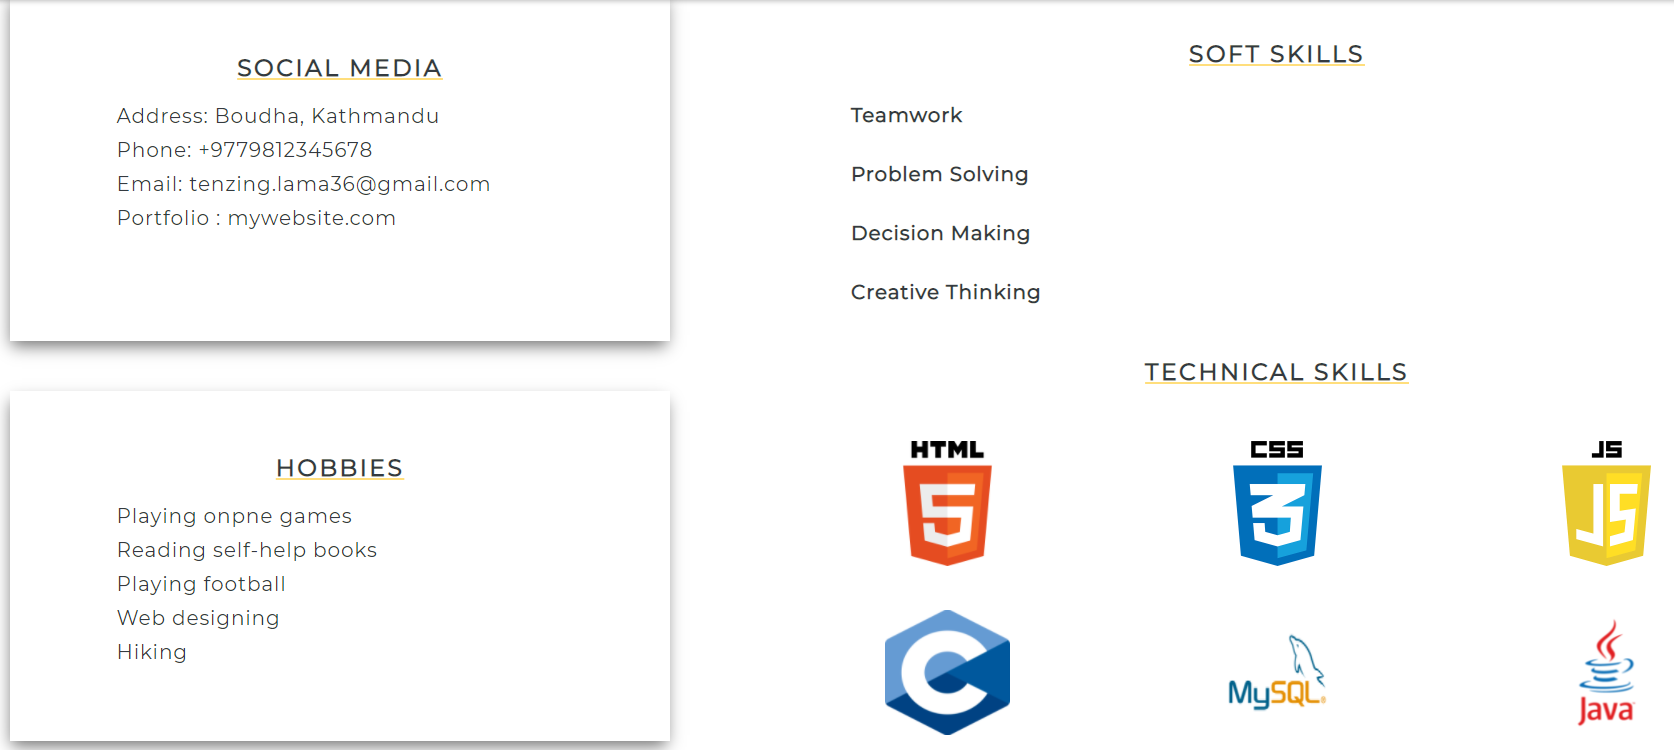 SOCIAL MEDIA
Address: Boudha, Kathmandu
Phone: +9779812345678
Email: tenzing.lama36@gmail.com
Portfolio : mywebsite.com
HOBBIES
Playing onpne games
Reading self-help books
Playing football
Web designing
Hiking
SOFT SKILLS
Teamwork
Problem Solving
Decision Making
Creative Thinking
TECHNICAL SKILLS
HTML
5
CSS
3
JS
JS
C
MySQL
Java